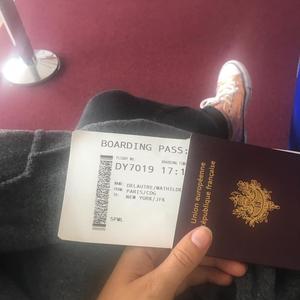 BOARDING PASS:
FLIGHT NO. BOARDING TIME
DY7019 17:1
NAME: DELAUTRE/MATHILDE
FROM: PARIS/CDG
TO: NEW YORK/JFK
SPWL
Union européenne
République française